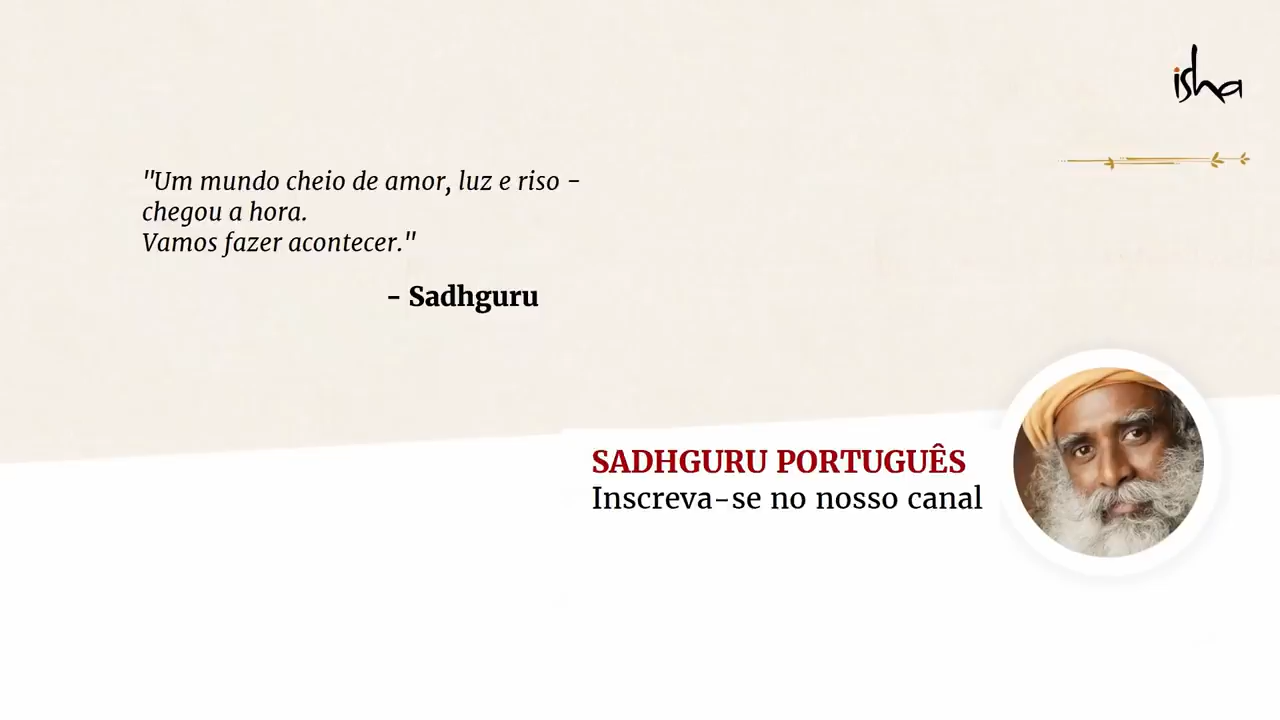 isha
"Um mundo cheio de amor, luz e riso -
chegou a hora.
Vamos fazer acontecer."
- Sadhguru
SADHGURU PORTUGUÊS
Inscreva-se no nosso canal